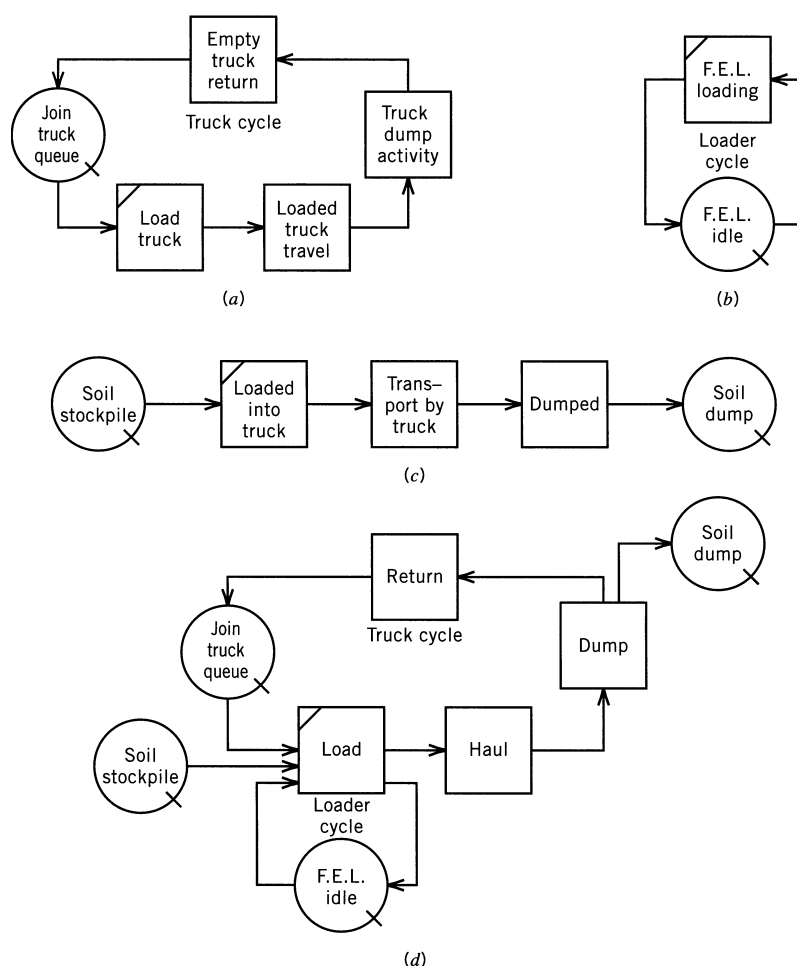 Empty
truck
return
Join
truck
queue
Truck cycle
Truck
dump
activity
Load
truck
Loaded
truck
travel
(a)
F.E.L.
loading
Loader
cycle
F.E.L.
idle
(b)
Soil
stockpile
Loaded
into
truck
Trans–
port by
truck
Dumped
Soil
dump
(c)
Soil
dump
Return
Truck cycle
Join
truck
queue
Dump
Soil
stockpile
Load
Haul
Loader
cycle
F.E.L.
idle
(d)